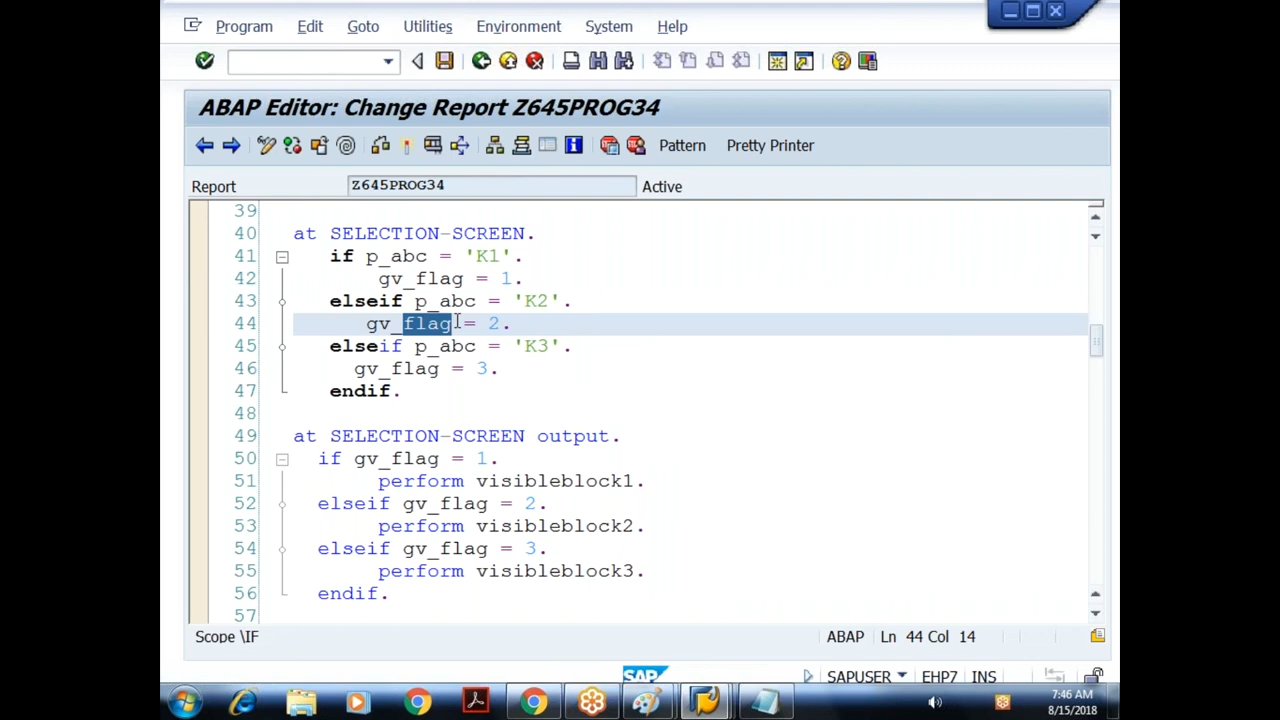 Program Edit Goto Utilities Environment System Help
ABAP Editor: Change Report Z645PROG34
Pattern Pretty Printer
Report Z645PROG34 Active
39
40 at SELECTION-SCREEN.
41 if p_abc = 'K1'.
42 gv_flag = 1.
43 elseif p_abc = 'K2'.
44 gv_flag = 2.
45 elseif p_abc = 'K3'.
46 gv_flag = 3.
47 endif.
48
49 at SELECTION-SCREEN output.
50 if gv_flag = 1.
51 perform visibleblock1.
52 elseif gv_flag = 2.
53 perform visibleblock2.
54 elseif gv_flag = 3.
55 perform visibleblock3.
56 endif.
57
Scope \IF ABAP Ln 44 Col 14
SAP SAPUSER EHP7 INS
7:46 AM
8/15/2018